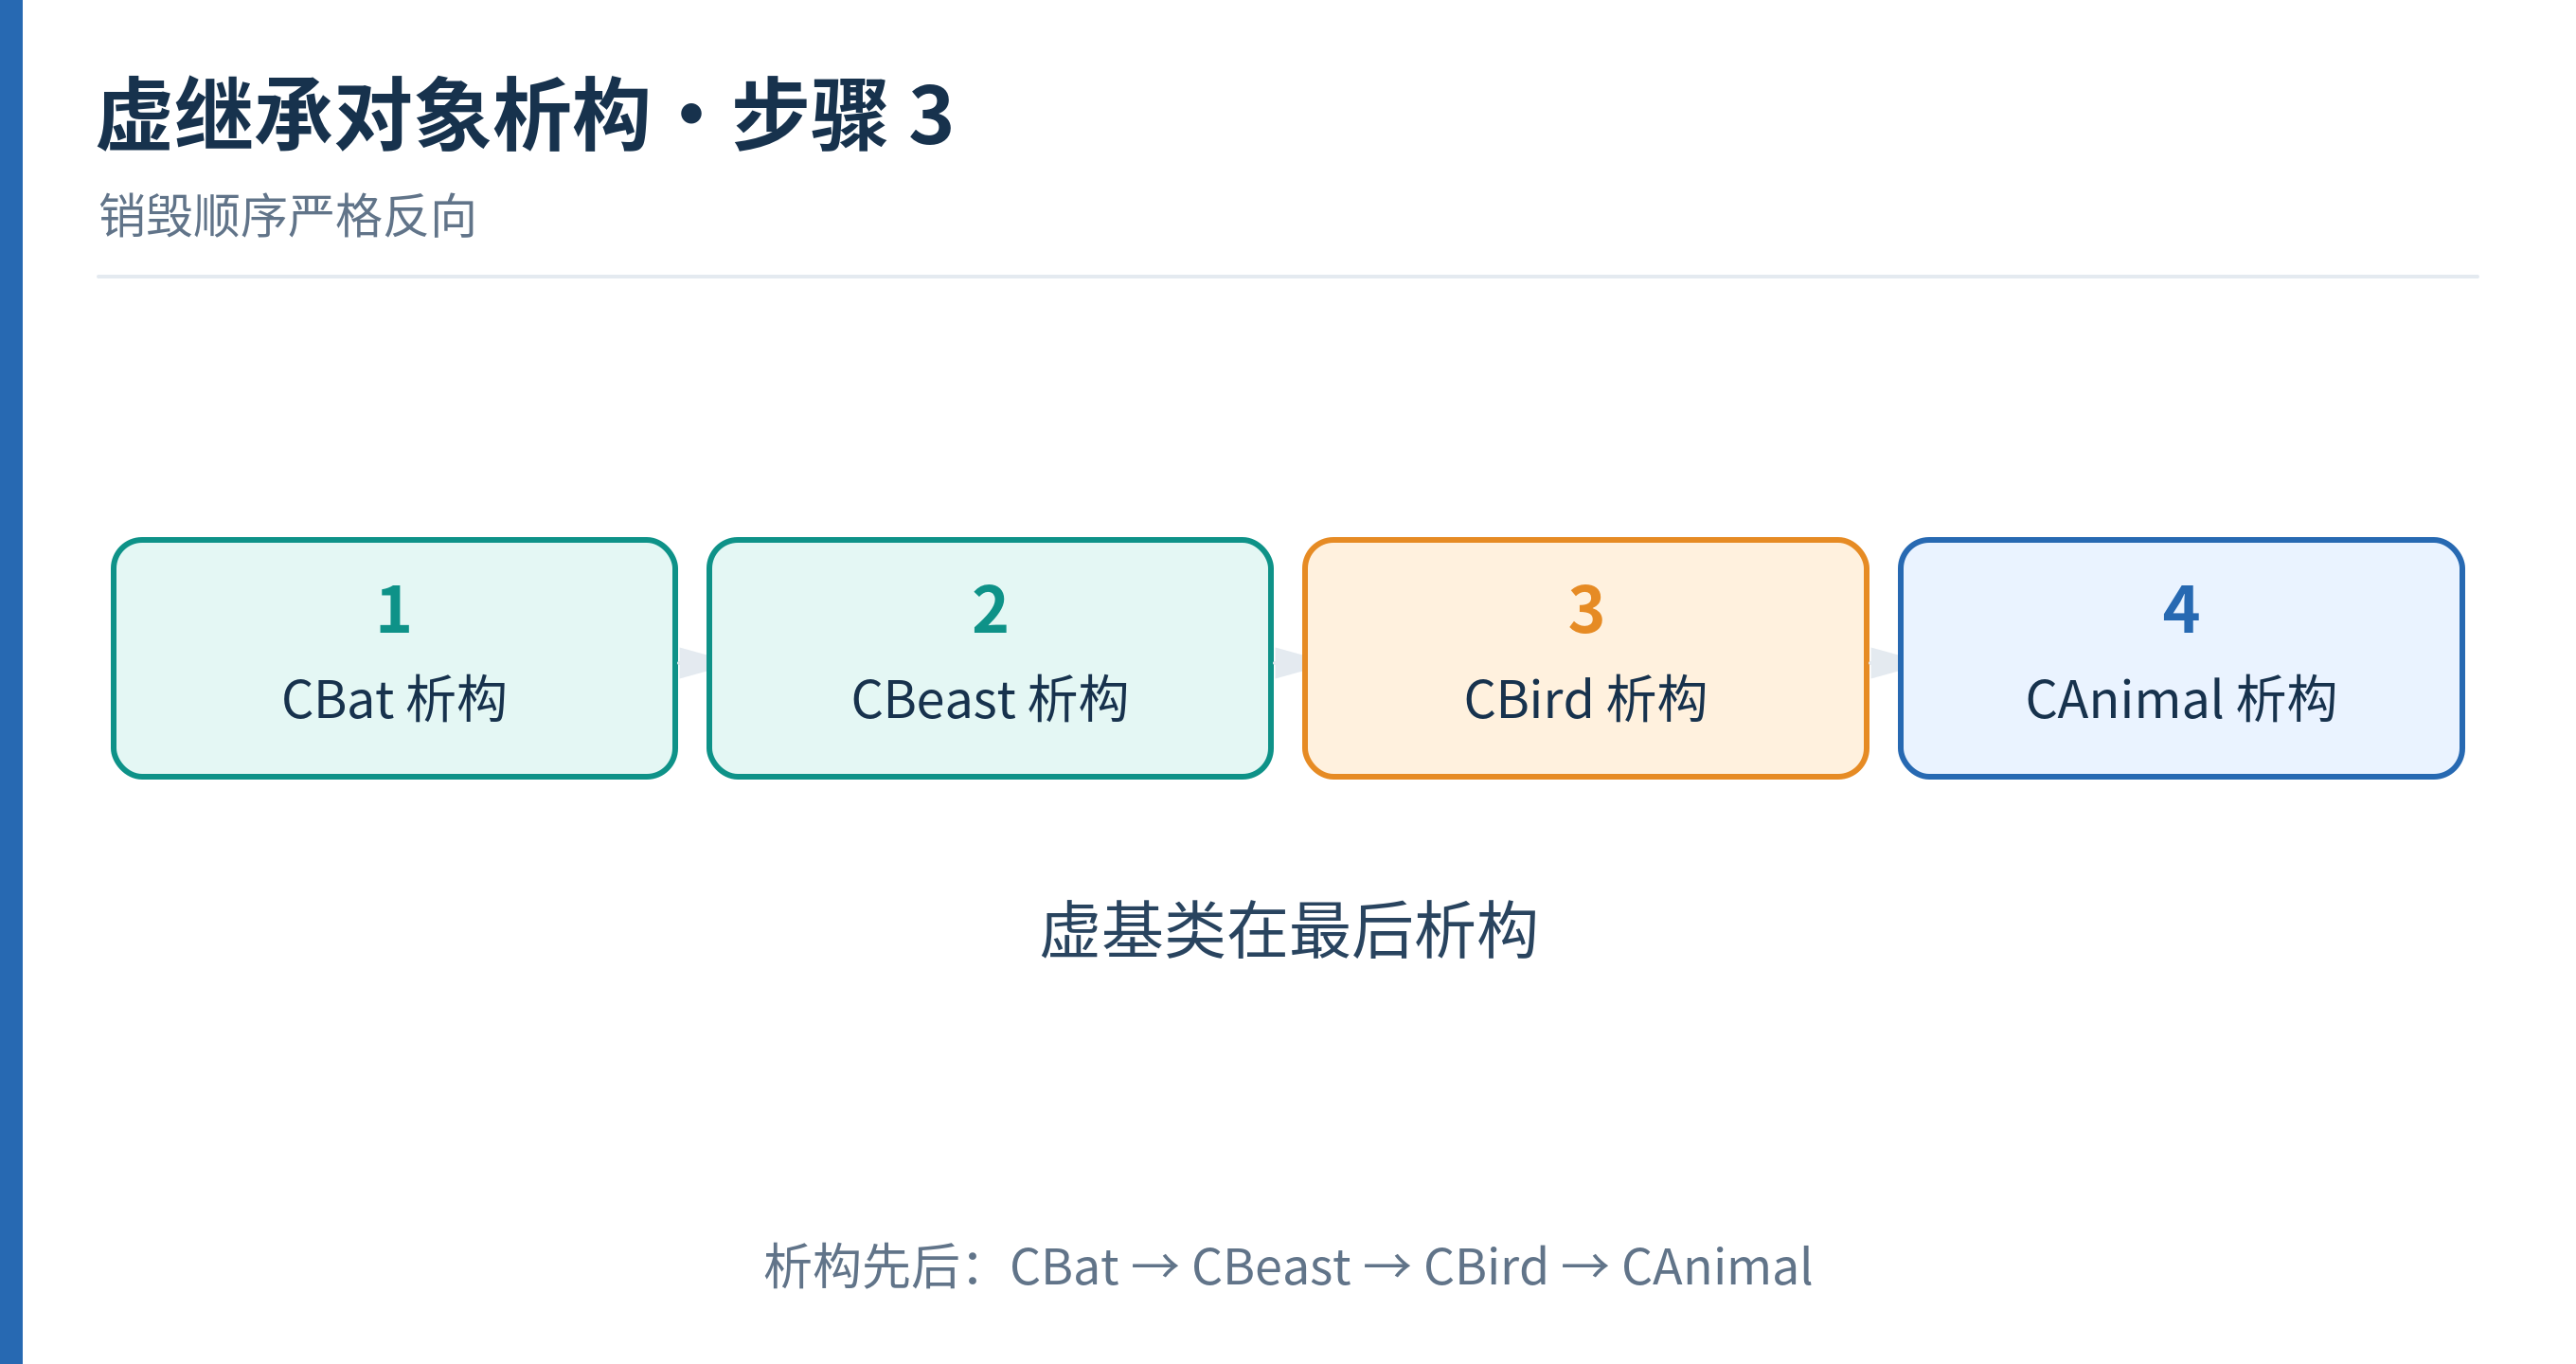 虚继承对象析构·步骤 3
销毁顺序严格反向
1
CBat 析构
2
CBeast 析构
3
CBird 析构
4
CAnimal 析构
虚基类在最后析构
析构先后：CBat → CBeast → CBird → CAnimal